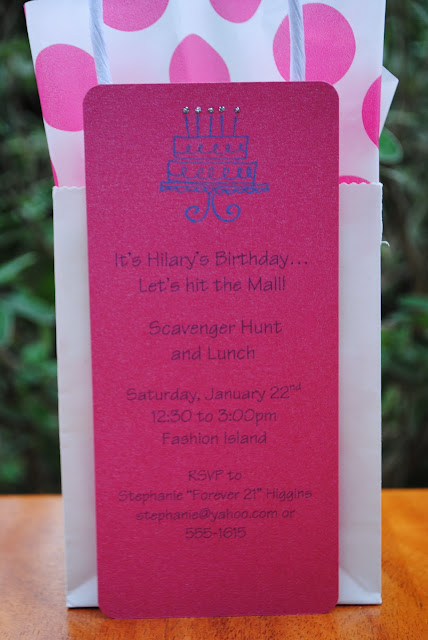 It's Hilary's Birthday...
Let's hit the Mall!
Scavenger Hunt
and Lunch
Saturday, January 22nd
12:30 to 3:00pm
Fashion Island
RSVP to
Stephanie "Forever 21" Higgins
stephanie@yahoo.com or
555-1615